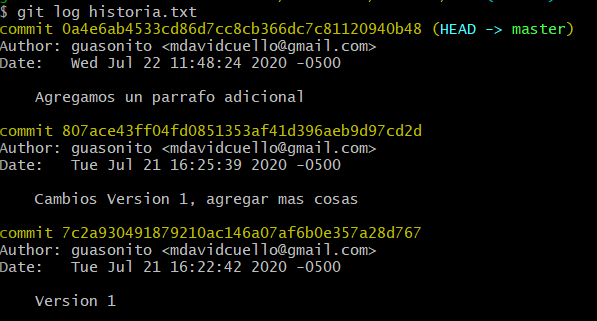 $ git log historia.txt
commit 0a4e6ab4533cd86d7cc8cb366dc7c81120940b48 (HEAD -> master)
Author: guasonito <mdavidcuello@gmail.com>
Date:   Wed Jul 22 11:48:24 2020 -0500
    Agregamos un parrafo adicional
commit 807ace43ff04fd0851353af41d396aeb9d97cd2d
Author: guasonito <mdavidcuello@gmail.com>
Date:   Tue Jul 21 16:25:39 2020 -0500
    Cambios Version 1, agregar mas cosas
commit 7c2a930491879210ac146a07af6b0e357a28d767
Author: guasonito <mdavidcuello@gmail.com>
Date:   Tue Jul 21 16:22:42 2020 -0500
    Version 1